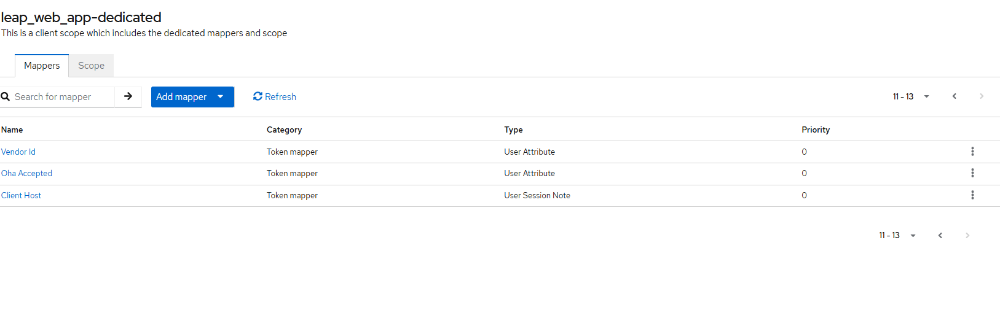 leap_web_app-dedicated
This is a client scope which includes the dedicated mappers and scope
Mappers Scope
Search for mapper Add mapper Refresh 11 - 13
Name Category Type Priority
Vendor Id Token mapper User Attribute 0
Oha Accepted Token mapper User Attribute 0
Client Host Token mapper User Session Note 0
11 - 13